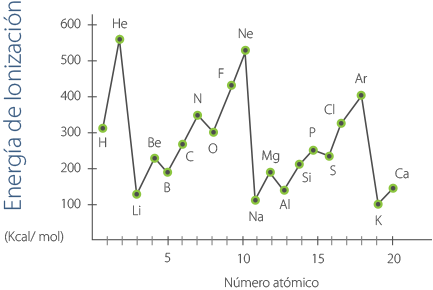 Energía de Ionización
(Kcal/ mol)
600
500
400
300
200
100
H
He
Li
Be
B
C
N
O
F
Ne
Na
Mg
Al
Si
P
S
Cl
Ar
K
Ca
5
10
15
20
Número atómico